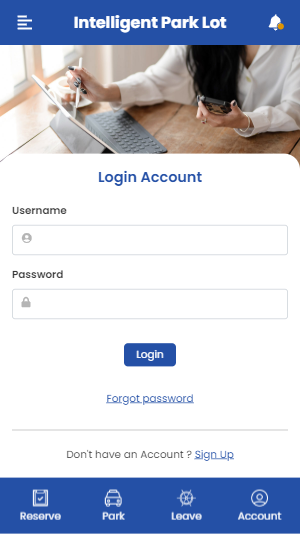 Intelligent Park Lot
Login Account
Username
Password
Login
Forgot password
Don't have an Account ? Sign Up
Reserve Park Leave Account